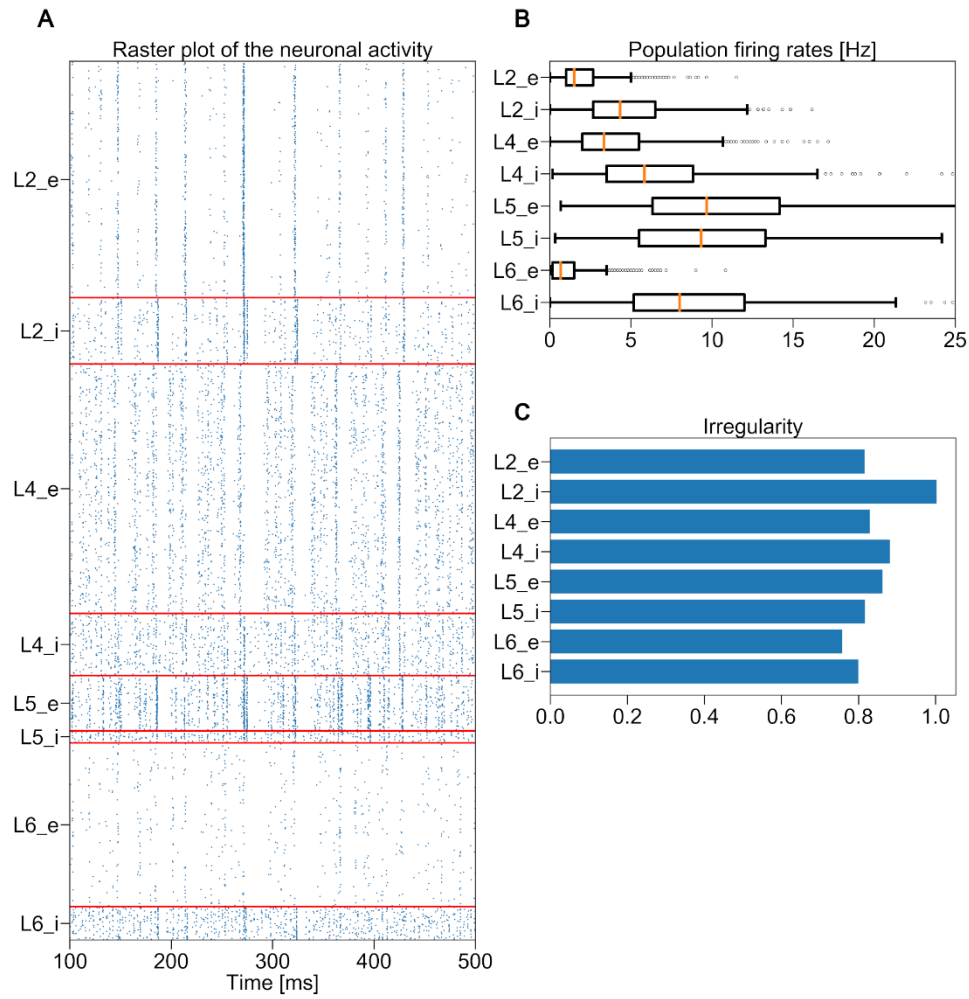 A
Raster plot of the neuronal activity
L2_e
L2_i
L4_e
L4_i
L5_e
L5_i
L6_e
L6_i
100 200 300 400 500
Time [ms]
B
Population firing rates [Hz]
L2_e
L2_i
L4_e
L4_i
L5_e
L5_i
L6_e
L6_i
0 5 10 15 20 25
C
Irregularity
L2_e
L2_i
L4_e
L4_i
L5_e
L5_i
L6_e
L6_i
0.0 0.2 0.4 0.6 0.8 1.0